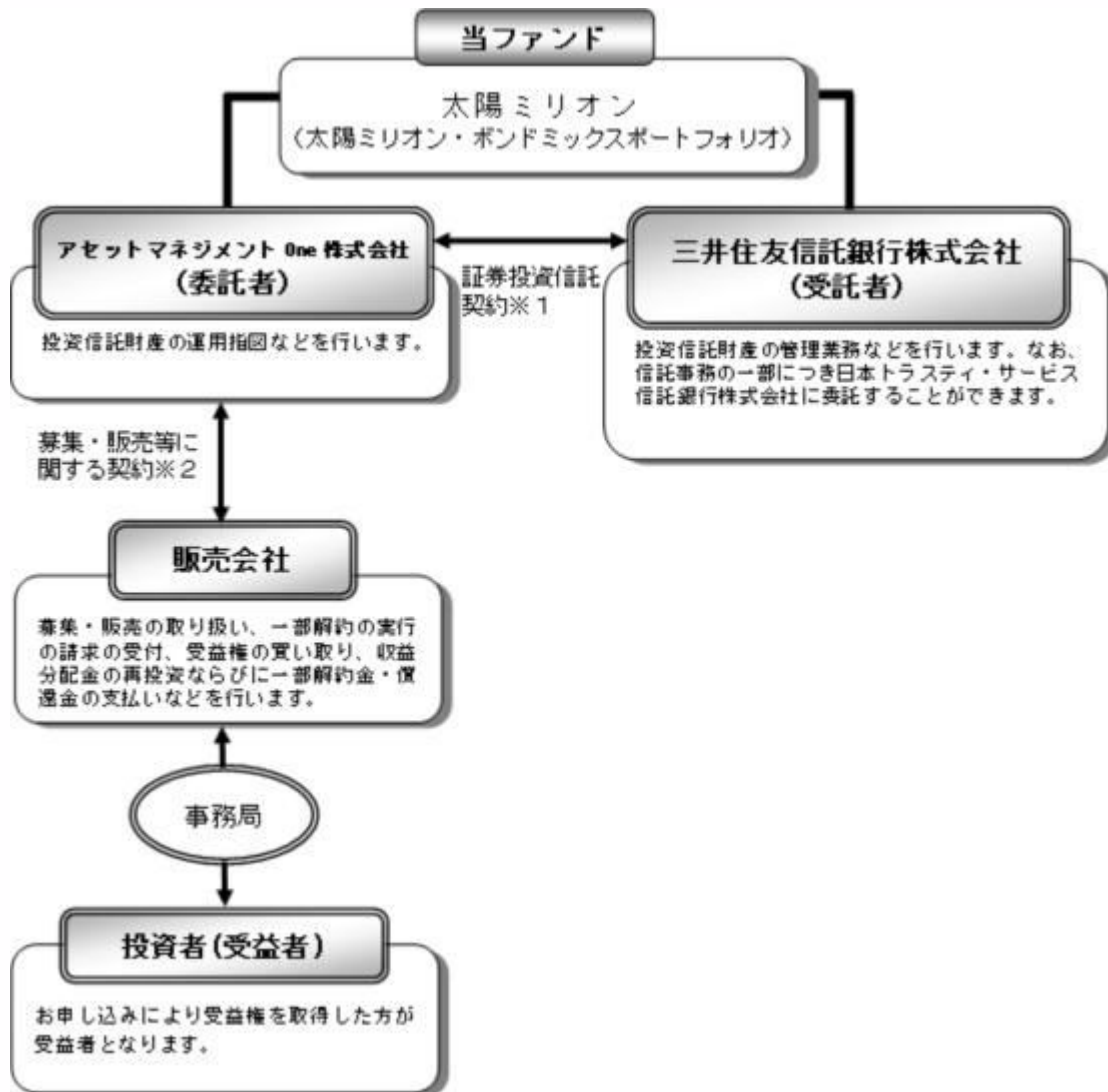 当ファンド
太陽ミリオン
〈太陽ミリオン・ボンドミックスポートフォリオ〉
アセットマネジメント One 株式会社
(委託者)
投資信託財産の運用指図などを行います。
証券投資信託
契約※1
三井住友信託銀行株式会社
(受託者)
投資信託財産の管理業務などを行います。なお、
信託事務の一部につき日本トラスティ・サービス
信託銀行株式会社に委託することができます。
募集・販売等に
関する契約※2
販売会社
募集・販売の取り扱い、一部解約の実行
の請求の受付、受益権の買い取り、収益
分配金の再投資ならびに一部解約金・償
還金の支払いなどを行います。
事務局
投資者(受益者)
お申し込みにより受益権を取得した方が
受益者となります。